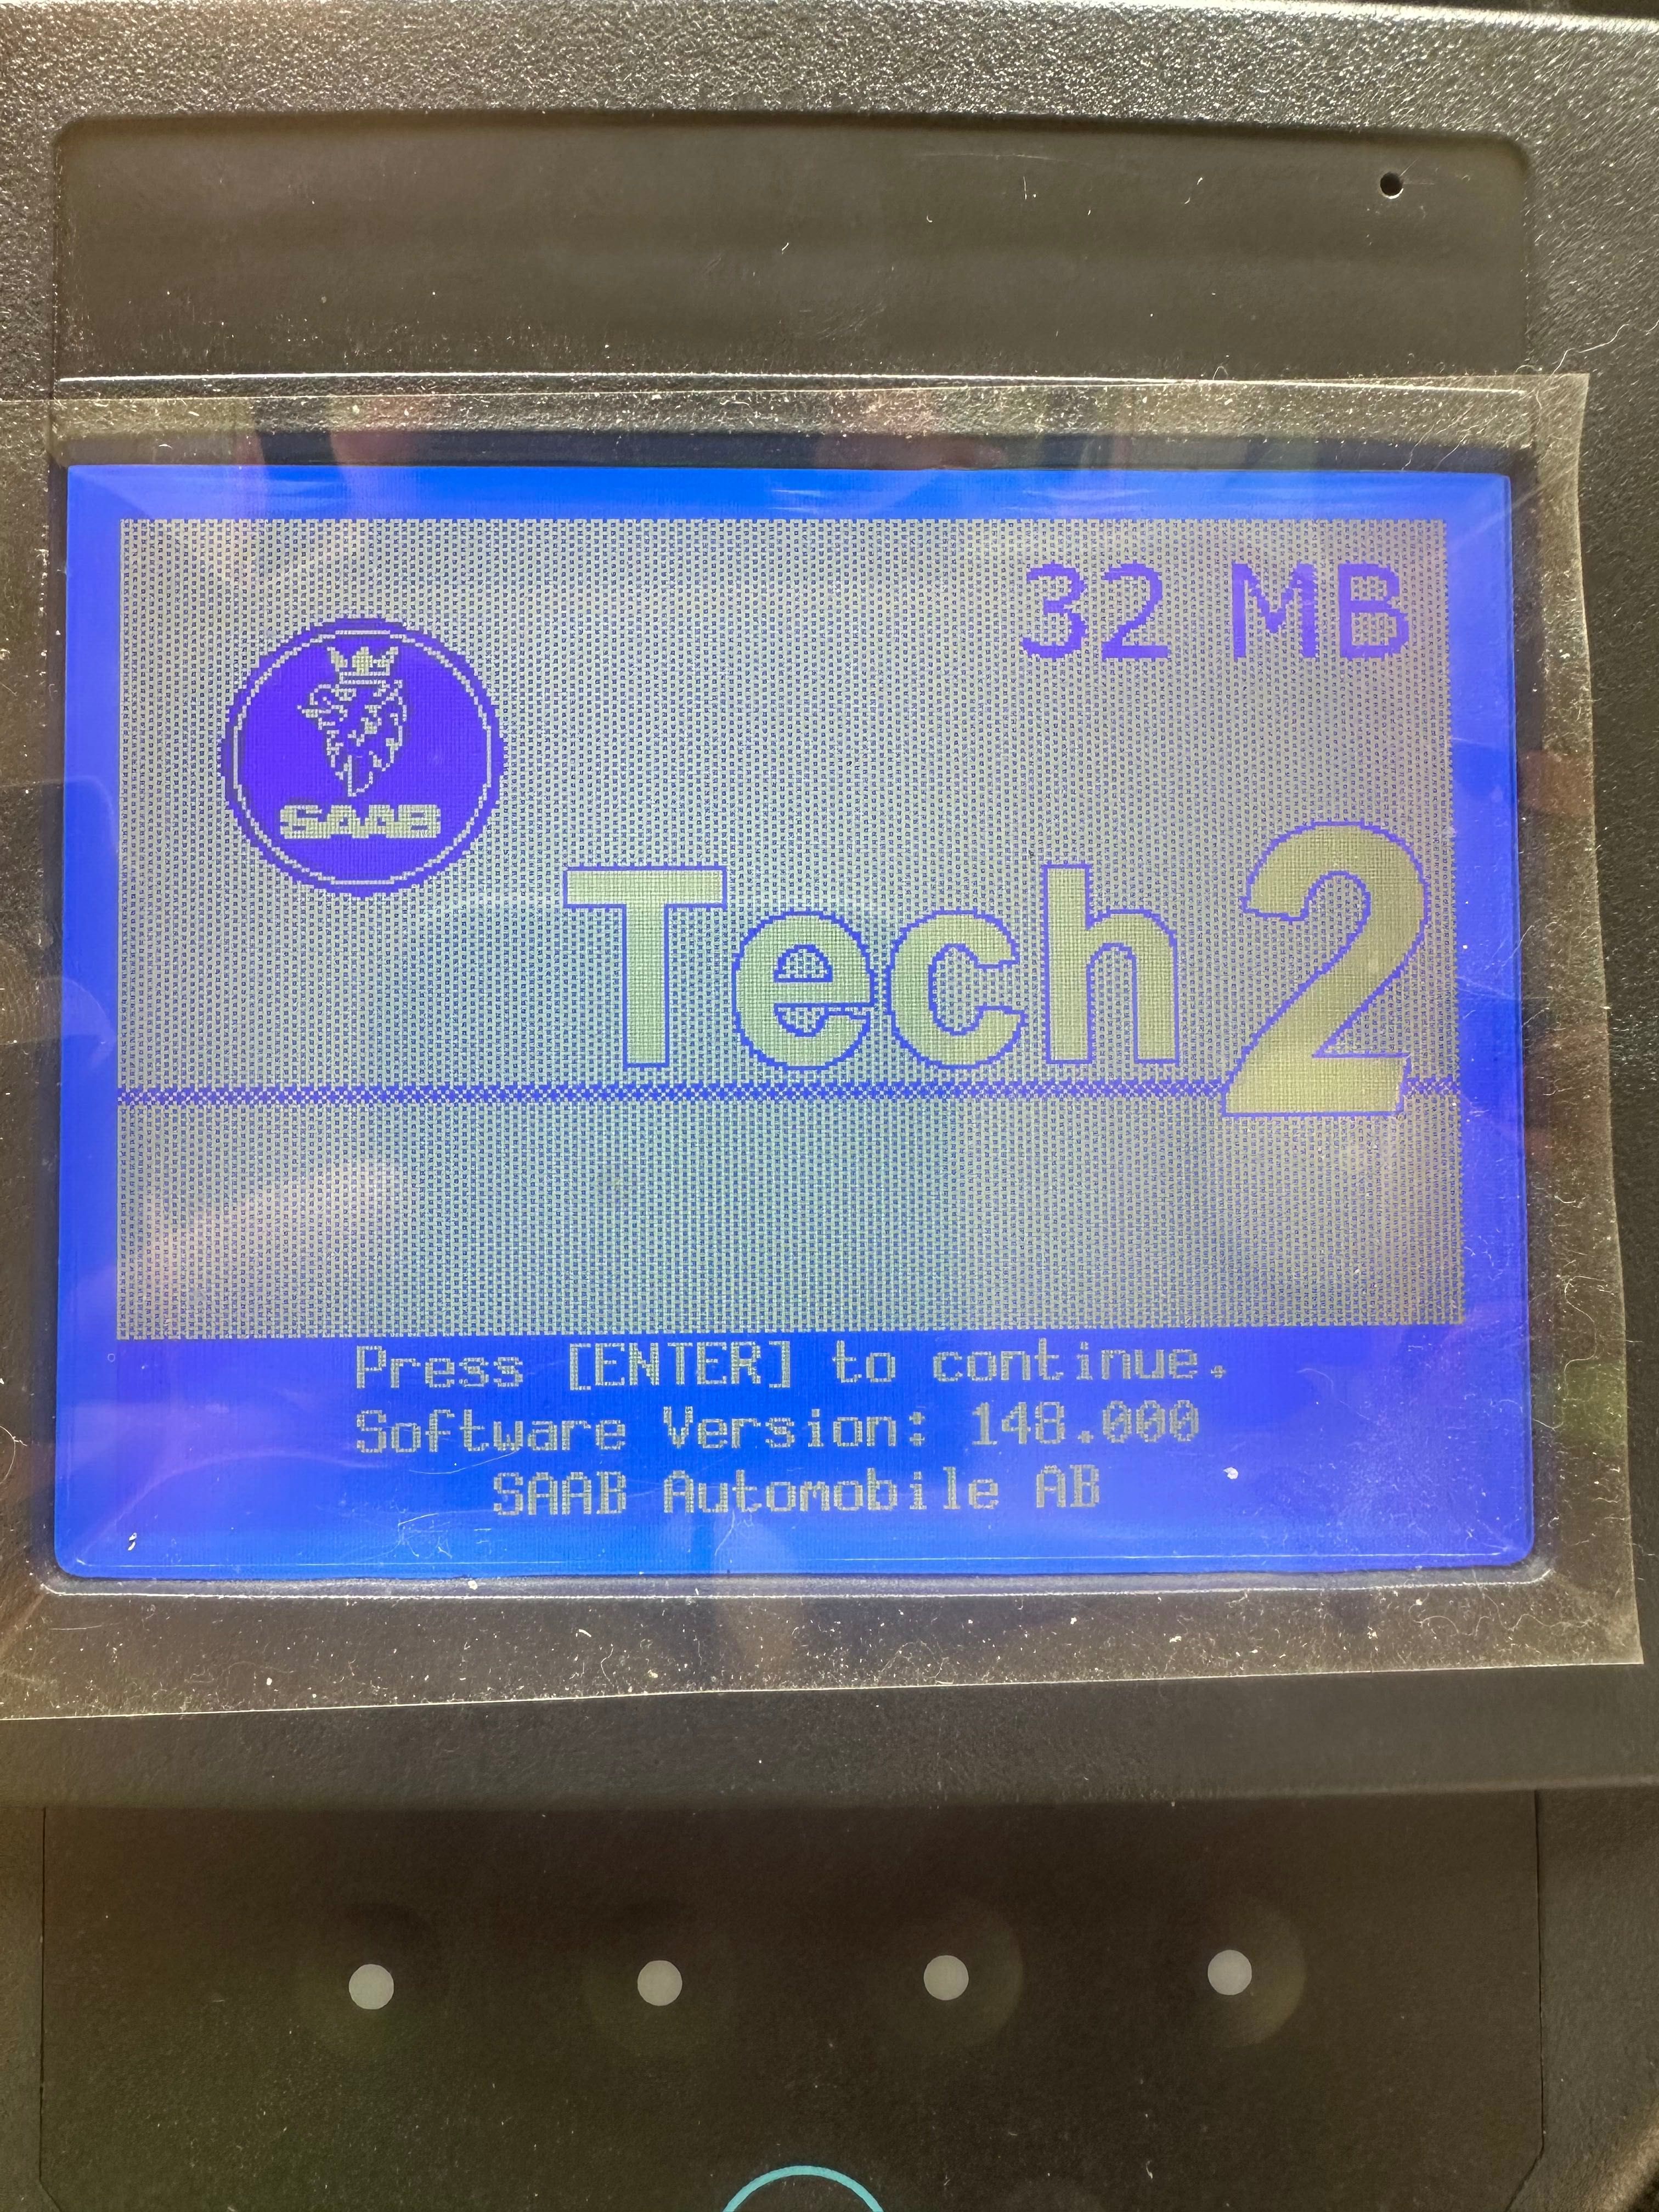 32 MB
SAAB
Tech 2
Press [ENTER] to continue.
Software Version: 148.000
SAAB Automobile AB